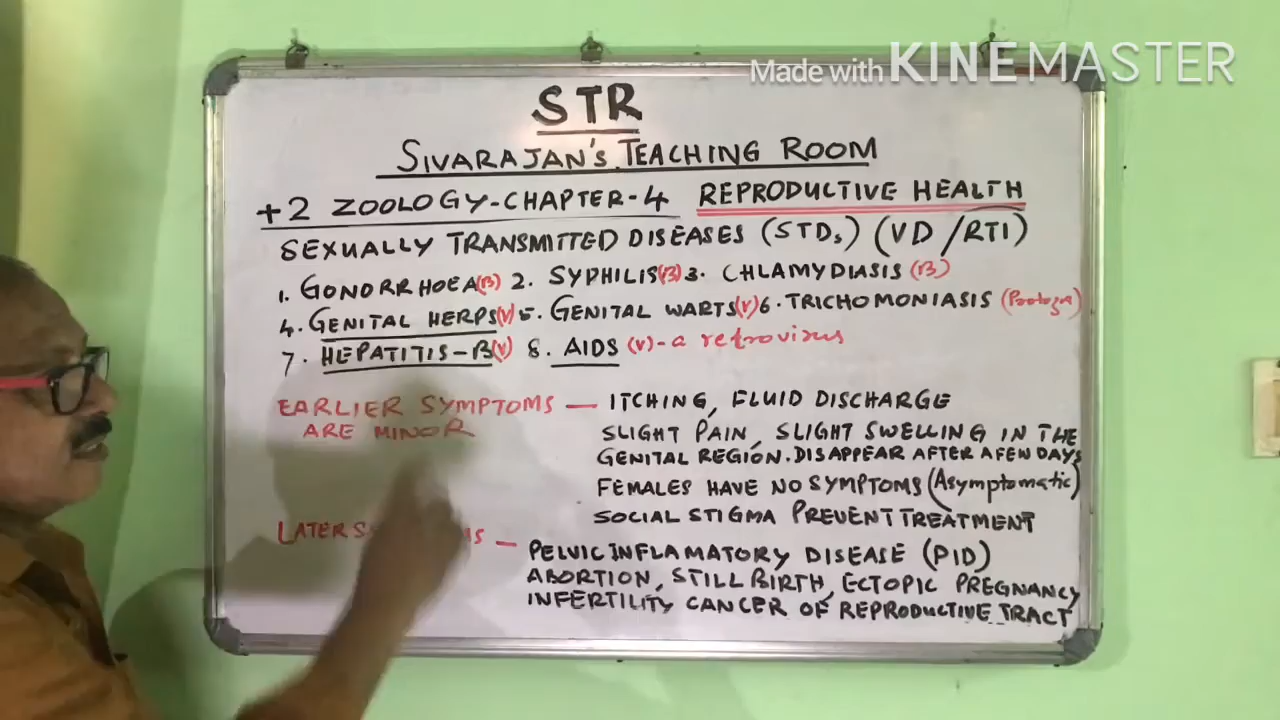 Made with KINEMASTER
STR
SIVARAJAN'S TEACHING ROOM
+2 ZOOLOGY-CHAPTER-4 REPRODUCTIVE HEALTH
SEXUALLY TRANSMITTED DISEASES (STDs) (VD/RTI)
1. GONORRHOEA(B) 2. SYPHILIS(B) 3. CHLAMYDIASIS (B)
4. GENITAL HERPS(V) 5. GENITAL WARTS(V) 6. TRICHOMONIASIS
7. HEPATITIS-B(V) 8. AIDS (V)-a retrovirus
EARLIER SYMPTOMS — ITCHING, FLUID DISCHARGE
ARE MINOR
SLIGHT PAIN, SLIGHT SWELLING IN THE
GENITAL REGION. DISAPPEAR AFTER A FEW DAYS
FEMALES HAVE NO SYMPTOMS (Asymptomatic)
SOCIAL STIGMA PREVENT TREATMENT
LATER —
PELVIC INFLAMATORY DISEASE (PID)
ABORTION, STILL BIRTH, ECTOPIC PREGNANCY
INFERTILITY CANCER OF REPRODUCTIVE TRACT